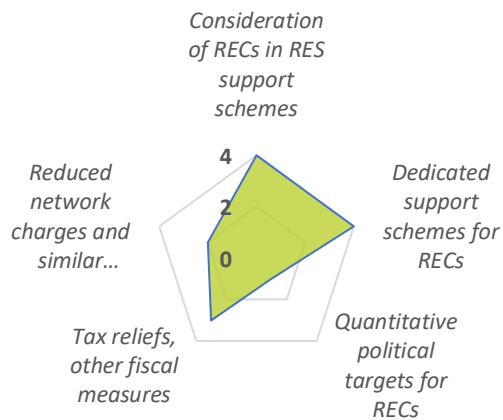 Consideration
of RECs in RES
support
schemes
4
2
0
Reduced
network
charges and
similar...
Dedicated
support
schemes for
RECs
Tax reliefs,
other fiscal
measures
Quantitative
political
targets for
RECs